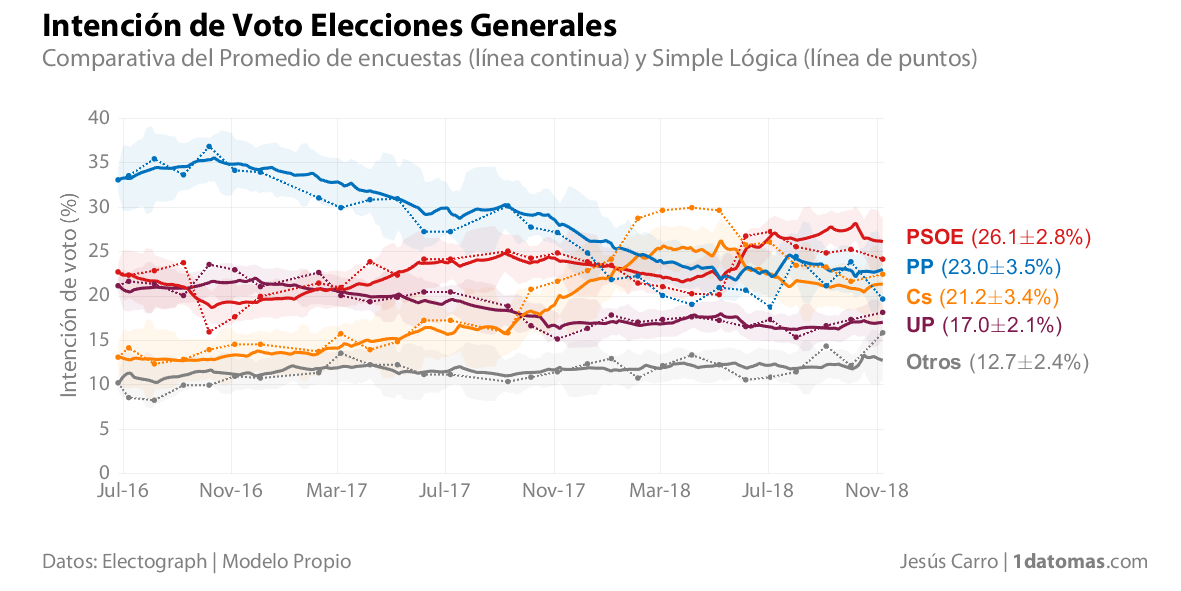 Intención de Voto Elecciones Generales
Comparativa del Promedio de encuestas (línea continua) y Simple Lógica (línea de puntos)
Intención de voto (%)
40
35
30
25
20
15
10
5
0
Jul-16 Nov-16 Mar-17 Jul-17 Nov-17 Mar-18 Jul-18 Nov-18
PSOE (26.1±2.8%)
PP (23.0±3.5%)
Cs (21.2±3.4%)
UP (17.0±2.1%)
Otros (12.7±2.4%)
Datos: Electograph | Modelo Propio
Jesús Carro | 1datomas.com